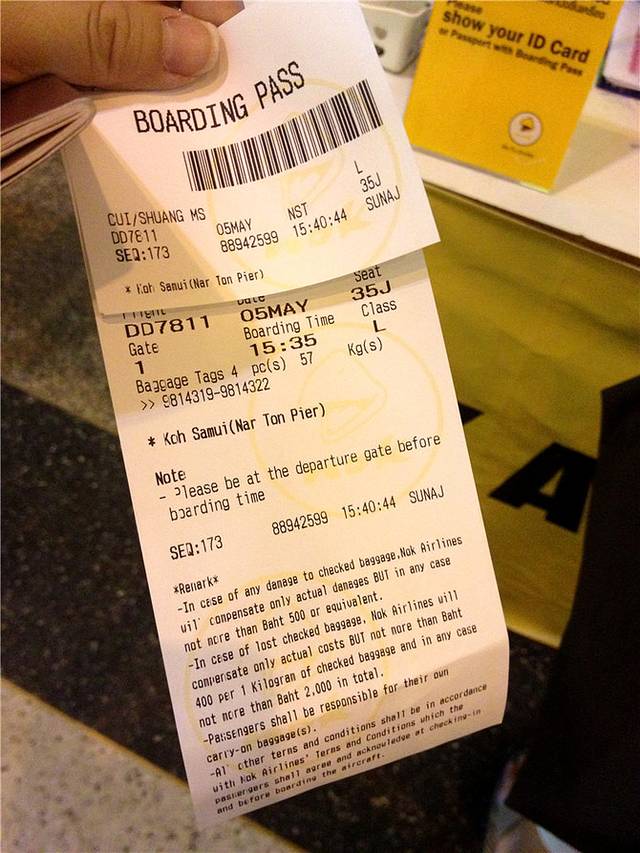 Please
show your ID Card
or Passport with Boarding Pass
BOARDING PASS
CUI/SHUANG MS
DD7811 05MAY NST L 35J
SEQ:173 88942599 15:40:44 SUNAJ
* Koh Samui(Nar Ton Pier)
Flight Date Seat
DD7811 05MAY 35J
Gate Boarding Time Class
1 15:35 L
Baggage Tags 4 pc(s) 57 Kg(s)
>> 9814319-9814322
* Koh Samui(Nar Ton Pier)
Note
- Please be at the departure gate before
boarding time
SEQ:173 88942599 15:40:44 SUNAJ
*Remark*
-In case of any damage to checked baggage,Nok Airlines
will compensate only actual damages BUT in any case
not more than Baht 500 or equivalent.
-In case of lost checked baggage, Nok Airlines will
compensate only actual costs BUT not more than Baht
400 per 1 Kilogram of checked baggage and in any case
not more than Baht 2,000 in total.
-Passengers shall be responsible for their own
carry-on baggage(s).
-All other terms and conditions shall be in accordance
with Nok Airlines' Terms and Conditions which the
passengers shall agree and acknowledge at checking-in
and before boarding the aircraft.
A